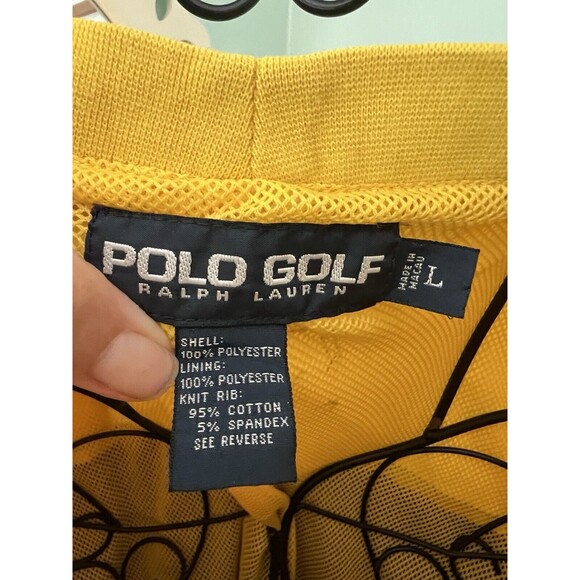 POLO GOLF
RALPH LAUREN
MADE IN
MACAU
L
SHELL:
100% POLYESTER
LINING:
100% POLYESTER
KNIT RIB:
95% COTTON
5% SPANDEX
SEE REVERSE